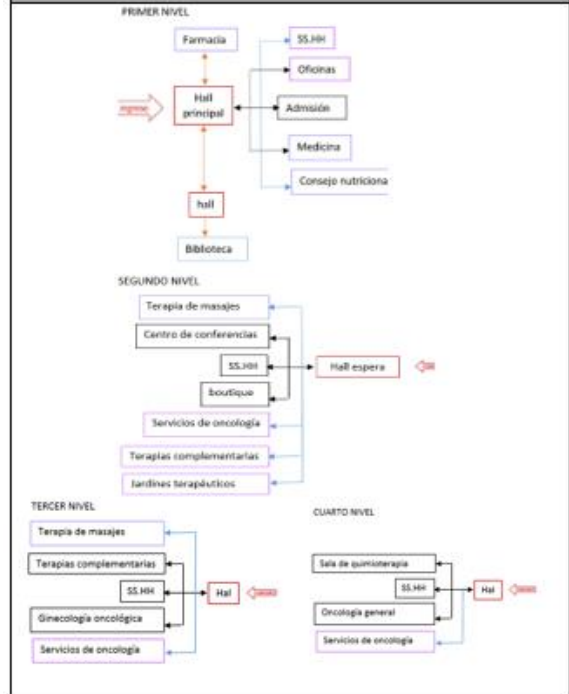 PRIMER NIVEL
Farmacia
SS.HH
Oficinas
Hall
principal
Admisión
Medicina
Consejo nutriciona
hall
Biblioteca
SEGUNDO NIVEL
Terapia de masajes
Centro de conferencias
SS.HH
Hall espera
boutique
Servicios de oncología
Terapias complementarias
Jardines terapéuticos
TERCER NIVEL
Terapia de masajes
Terapias complementarias
SS.HH
Hal
Ginecología oncológica
Servicios de oncología
CUARTO NIVEL
Sala de quimioterapia
SS.HH
Hal
Oncología general
Servicios de oncología